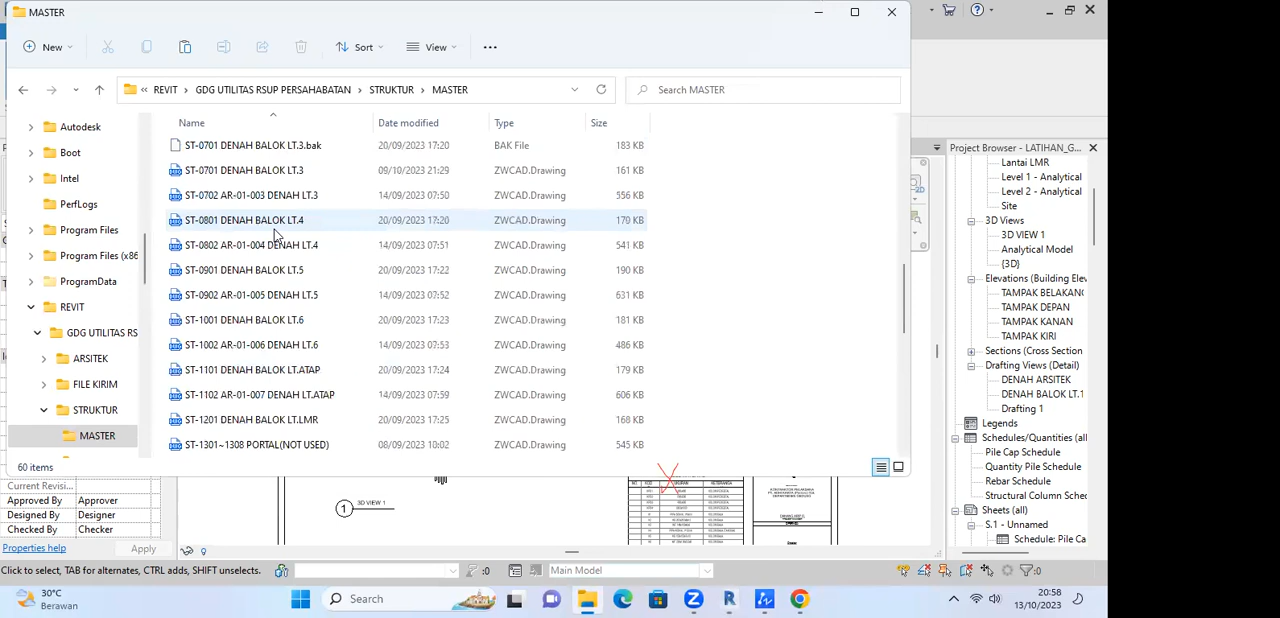 MASTER
New
Sort
View
« REVIT > GDG UTILITAS RSUP PERSAHABATAN > STRUKTUR > MASTER
Search MASTER
Name Date modified Type Size
Autodesk
Boot
Intel
PerfLogs
Program Files
Program Files (x86
ProgramData
REVIT
GDG UTILITAS RS
ARSITEK
FILE KIRIM
STRUKTUR
MASTER
ST-0701 DENAH BALOK LT.3.bak 20/09/2023 17:20 BAK File 183 KB
ST-0701 DENAH BALOK LT.3 09/10/2023 21:29 ZWCAD.Drawing 161 KB
ST-0702 AR-01-003 DENAH LT.3 14/09/2023 07:50 ZWCAD.Drawing 556 KB
ST-0801 DENAH BALOK LT.4 20/09/2023 17:20 ZWCAD.Drawing 170 KB
ST-0802 AR-01-004 DENAH LT.4 14/09/2023 07:51 ZWCAD.Drawing 541 KB
ST-0901 DENAH BALOK LT.5 20/09/2023 17:22 ZWCAD.Drawing 190 KB
ST-0902 AR-01-005 DENAH LT.5 14/09/2023 07:52 ZWCAD.Drawing 631 KB
ST-1001 DENAH BALOK LT.6 20/09/2023 17:23 ZWCAD.Drawing 181 KB
ST-1002 AR-01-006 DENAH LT.6 14/09/2023 07:53 ZWCAD.Drawing 486 KB
ST-1101 DENAH BALOK LT.ATAP 20/09/2023 17:24 ZWCAD.Drawing 179 KB
ST-1102 AR-01-007 DENAH LT.ATAP 14/09/2023 07:59 ZWCAD.Drawing 606 KB
ST-1201 DENAH BALOK LT.LMR 20/09/2023 17:25 ZWCAD.Drawing 168 KB
ST-1301~1308 PORTAL(NOT USED) 08/09/2023 10:02 ZWCAD.Drawing 545 KB
60 items
Project Browser - LATIHAN_G...
Lantai LMR
Level 1 - Analytical
Level 2 - Analytical
Site
3D Views
3D VIEW 1
Analytical Model
{3D}
Elevations (Building Elev
TAMPAK BELAKANG
TAMPAK DEPAN
TAMPAK KANAN
TAMPAK KIRI
Sections (Cross Section
Drafting Views (Detail)
DENAH ARSITEK
DENAH BALOK LT.1
Drafting 1
Legends
Schedules/Quantities (all
Pile Cap Schedule
Quantity Pile Schedule
Rebar Schedule
Structural Column Sche
Sheets (all)
S.1 - Unnamed
Schedule: Pile Ca
Current Revisi...
Aproved By Designer
Designed By Designer
Checked By Checker
Properties help Apply
1 3D VIEW 1
Click to select, TAB for alternates, CTRL adds, SHIFT unselects.
:0
Main Model
:0
30°C
Berawan
Search
20:58
13/10/2023